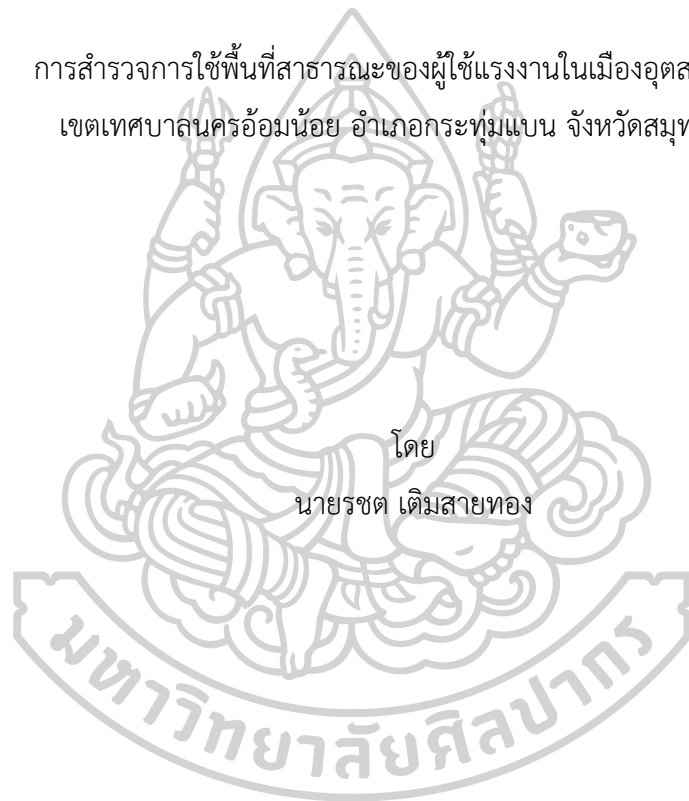 การสำรวจการใช้พื้นที่สาธารณะของผู้ใช้แรงงานในเมืองอุตส
เขตเทศบาลนครอ้อมน้อย อำเภอกระทุ่มแบน จังหวัดสมุท
โดย
นายรชต เติมสายทอง
มหาวิทยาลัยศิลปากร